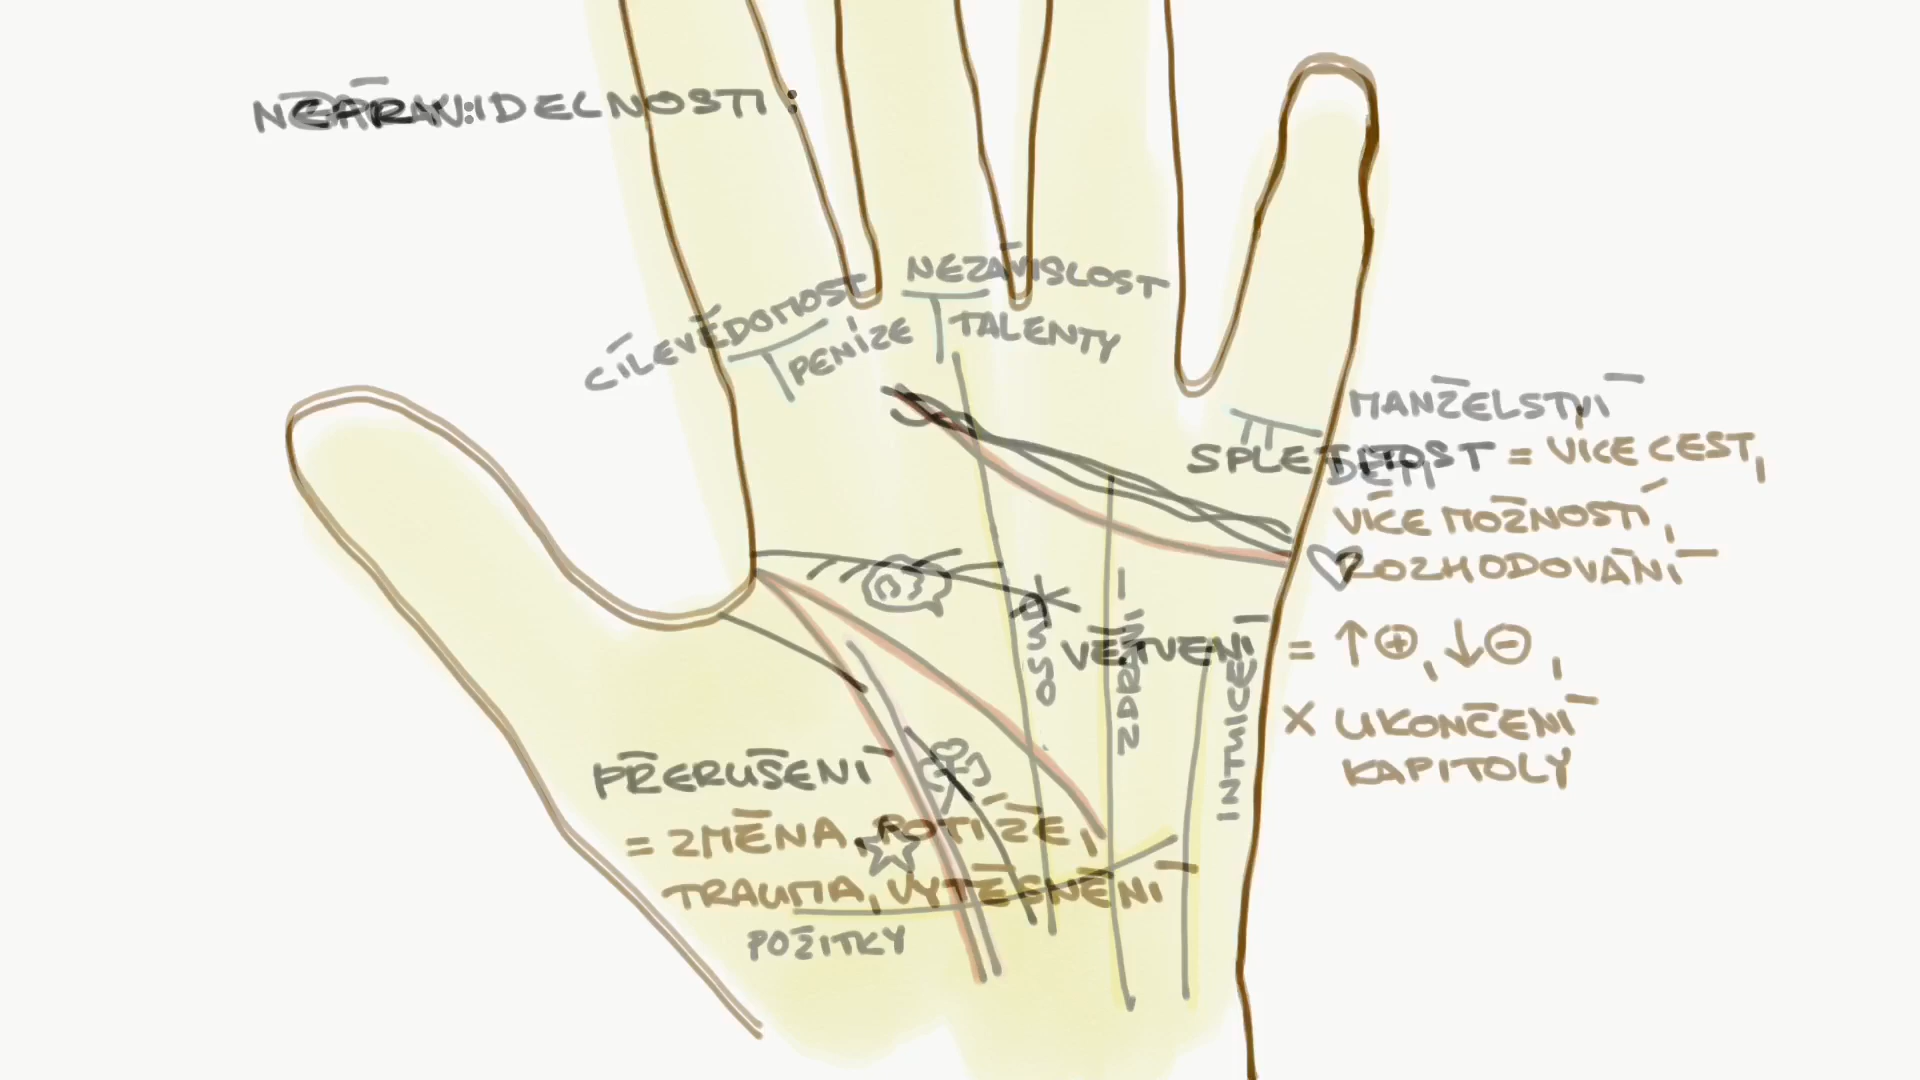 NEPRAVIDELNOSTI:
CÍLEVĚDOMOST
PENÍZE
NEZÁVISLOST
TALENTY
MANŽELSTVÍ
DĚTI
SPLETITOST = VÍCE CEST,
VÍCE MOŽNOSTÍ,
ROZHODOVÁNÍ
OSUD
ZDRAVÍ
INTUICE
VĚTVENÍ = ↑⊕, ↓⊖,
× UKONČENÍ
KAPITOLY
PŘERUŠENÍ
= ZMĚNA, POTÍŽE,
TRAUMA, VYTĚSNĚNÍ
POŽITKY